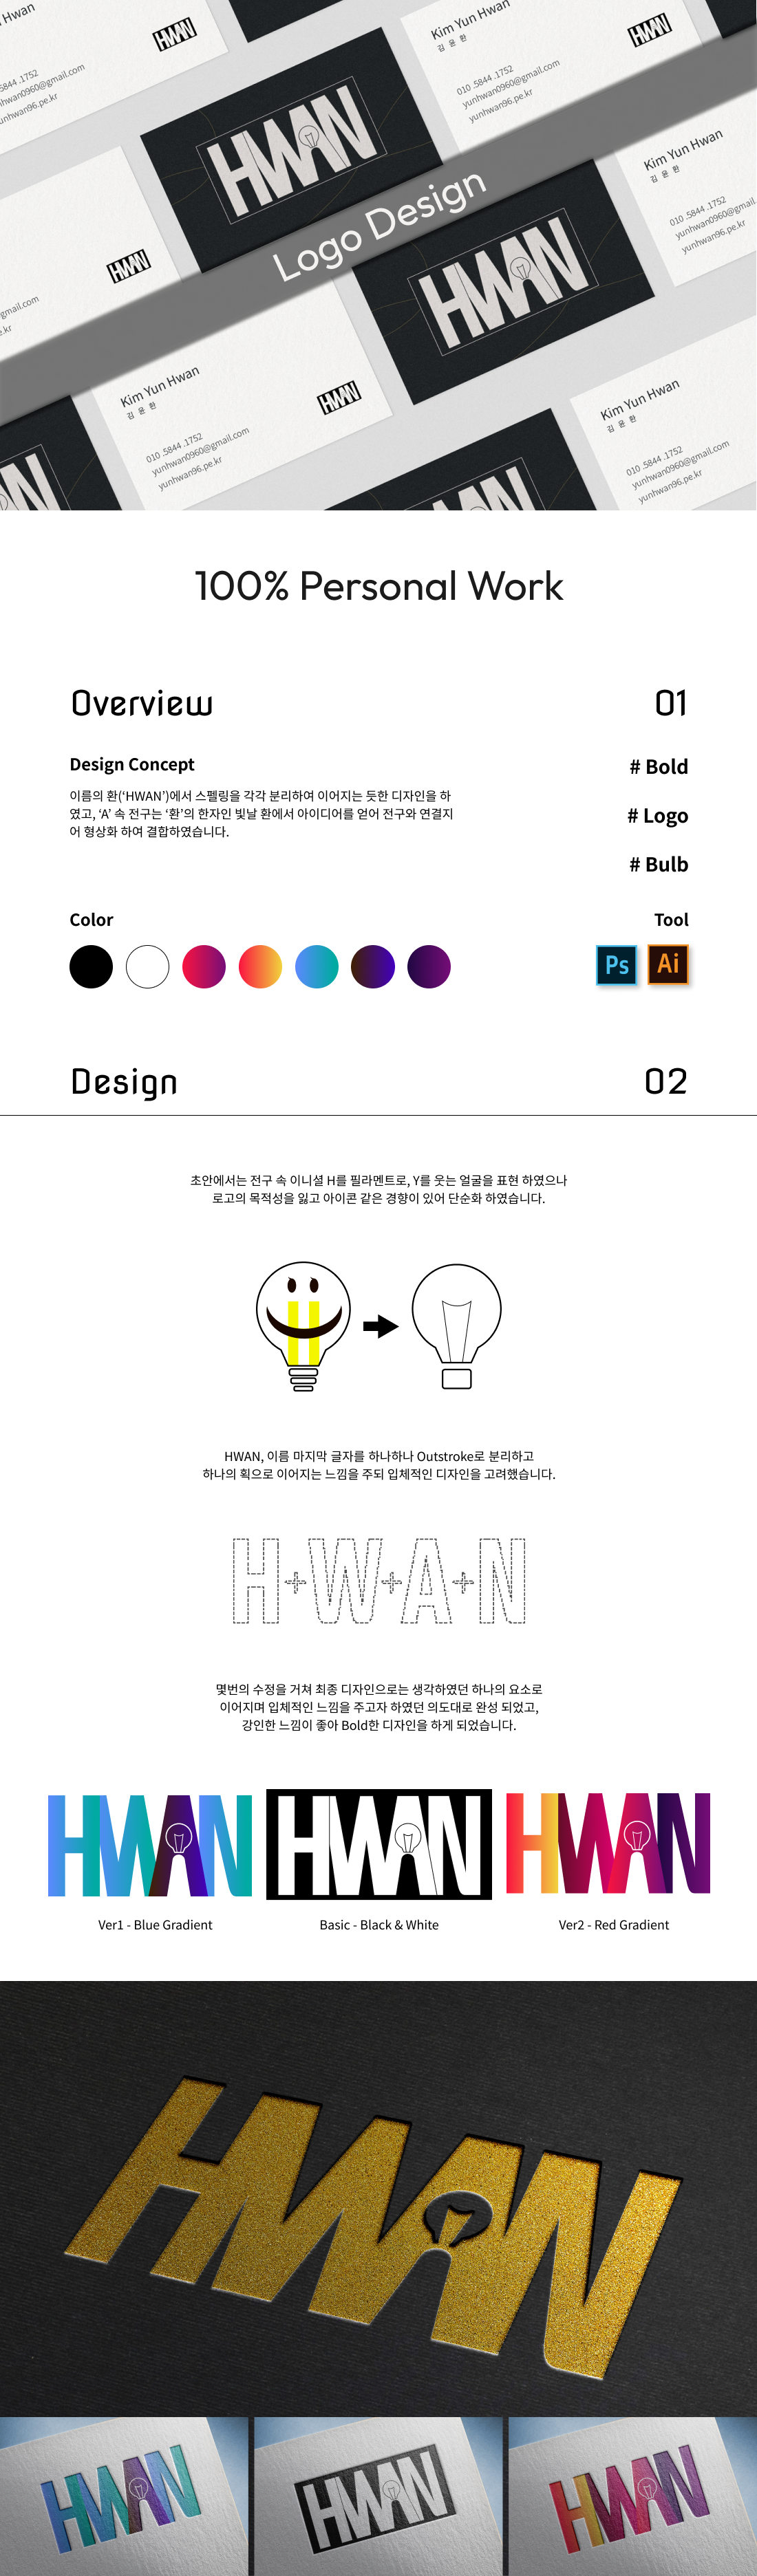 Hwan
5844 .1752
hwan0960@gmail.com
unhwan96.pe.kr
HWAN
Kim Yun Hwan
김 윤 환
010 .5844 .1752
yunhwan0960@gmail.com
yunhwan96.pe.kr
HWAN
HWAN
Logo Design
Kim Yun Hwan
김 윤 환
010 .5844 .1752
yunhwan0960@gmail
yunhwan96.pe.kr
HWAN
gmail.com
e.kr
HWAN
Kim Yun Hwan
김 윤 환
010 .5844 .1752
yunhwan0960@gmail.com
yunhwan96.pe.kr
HWAN
Kim Yun Hwan
김 윤 환
010 .5844 .1752
yunhwan0960@gmail.com
yunhwan96.pe.kr
100% Personal Work
Overview
01
Design Concept
이름의 환(‘HWAN’)에서 스펠링을 각각 분리하여 이어지는 듯한 디자인을 하
였고, ‘A’ 속 전구는 ‘환’의 한자인 빛날 환에서 아이디어를 얻어 전구와 연결지
어 형상화 하여 결합하였습니다.
# Bold
# Logo
# Bulb
Color
Tool
Ps
Ai
Design
02
초안에서는 전구 속 이니셜 H를 필라멘트로, Y를 웃는 얼굴을 표현 하였으나
로고의 목적성을 잃고 아이콘 같은 경향이 있어 단순화 하였습니다.
HWAN, 이름 마지막 글자를 하나하나 Outstroke로 분리하고
하나의 획으로 이어지는 느낌을 주되 입체적인 디자인을 고려했습니다.
H+W+A+N
몇번의 수정을 거쳐 최종 디자인으로는 생각하였던 하나의 요소로
이어지며 입체적인 느낌을 주고자 하였던 의도대로 완성 되었고,
강인한 느낌이 좋아 Bold한 디자인을 하게 되었습니다.
HWAN
HWAN
HWAN
Ver1 - Blue Gradient
Basic - Black & White
Ver2 - Red Gradient
HWAN
HWAN
HWAN
HWAN